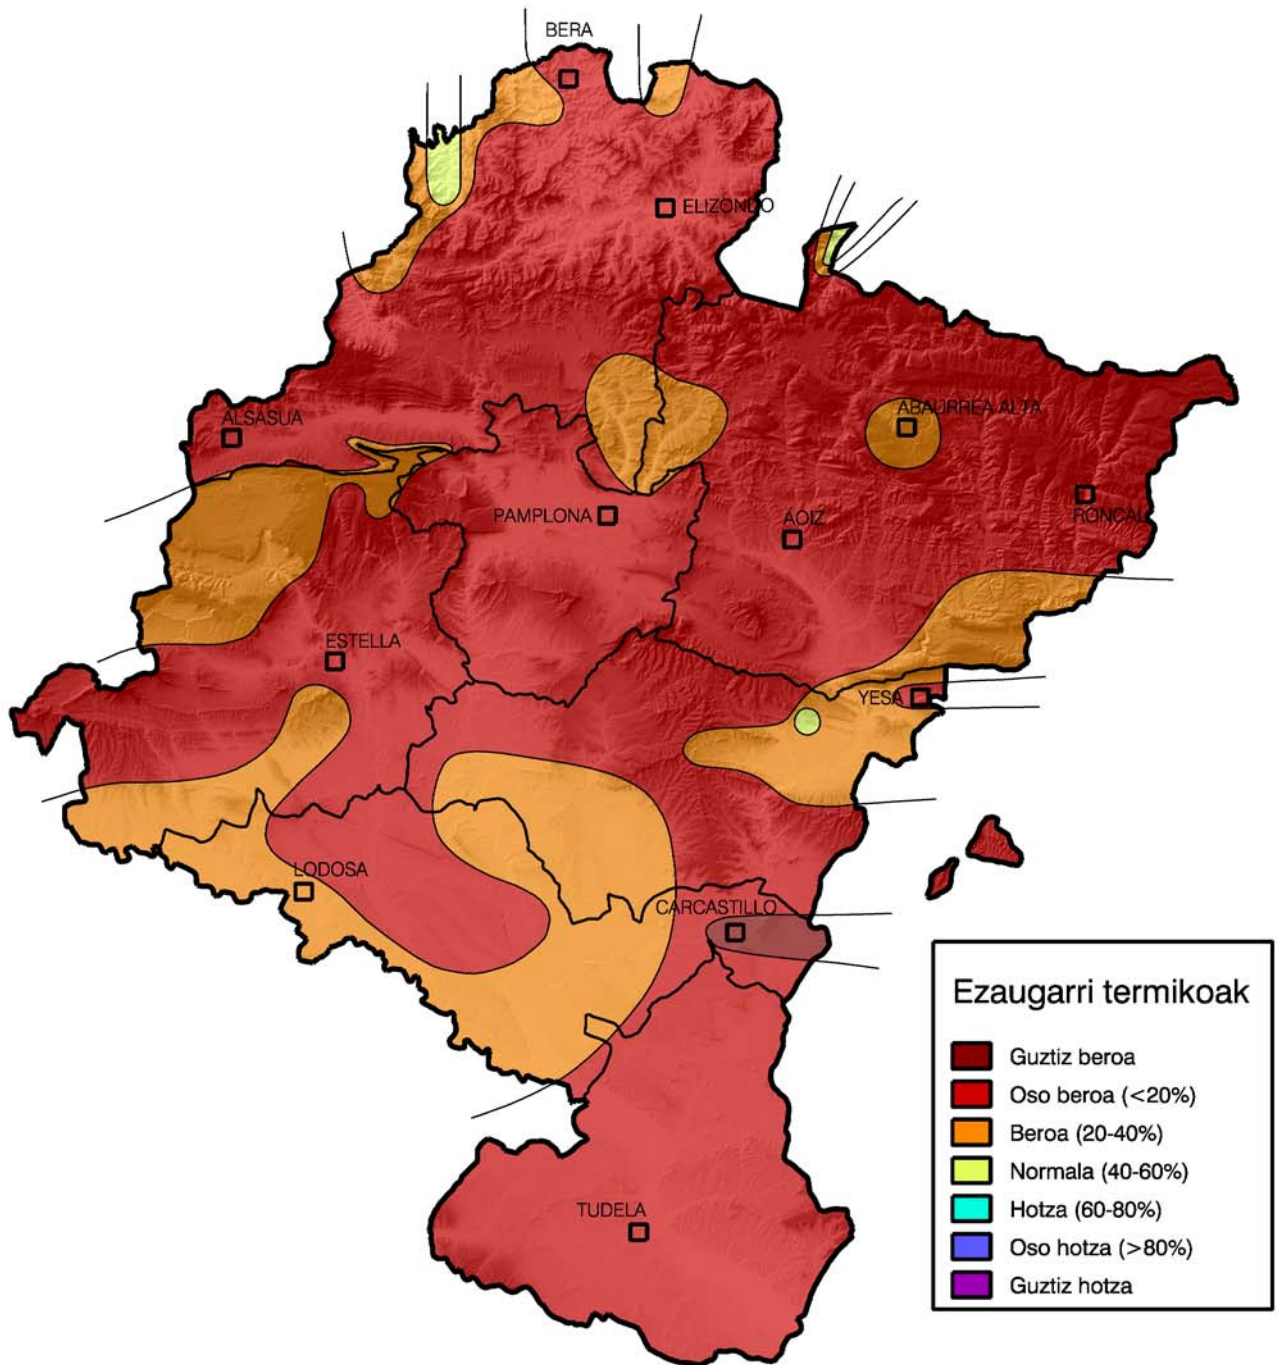 BERA
ELIZONDO
ALSASUA
ABAURREA ALTA
PAMPLONA
AOIZ
RONCAL
ESTELLA
YESA
LODOSA
CARCASTILLO
TUDELA
Ezaugarri termikoak
Guztiz beroa
Oso beroa (<20%)
Beroa (20-40%)
Normala (40-60%)
Hotza (60-80%)
Oso hotza (>80%)
Guztiz hotza